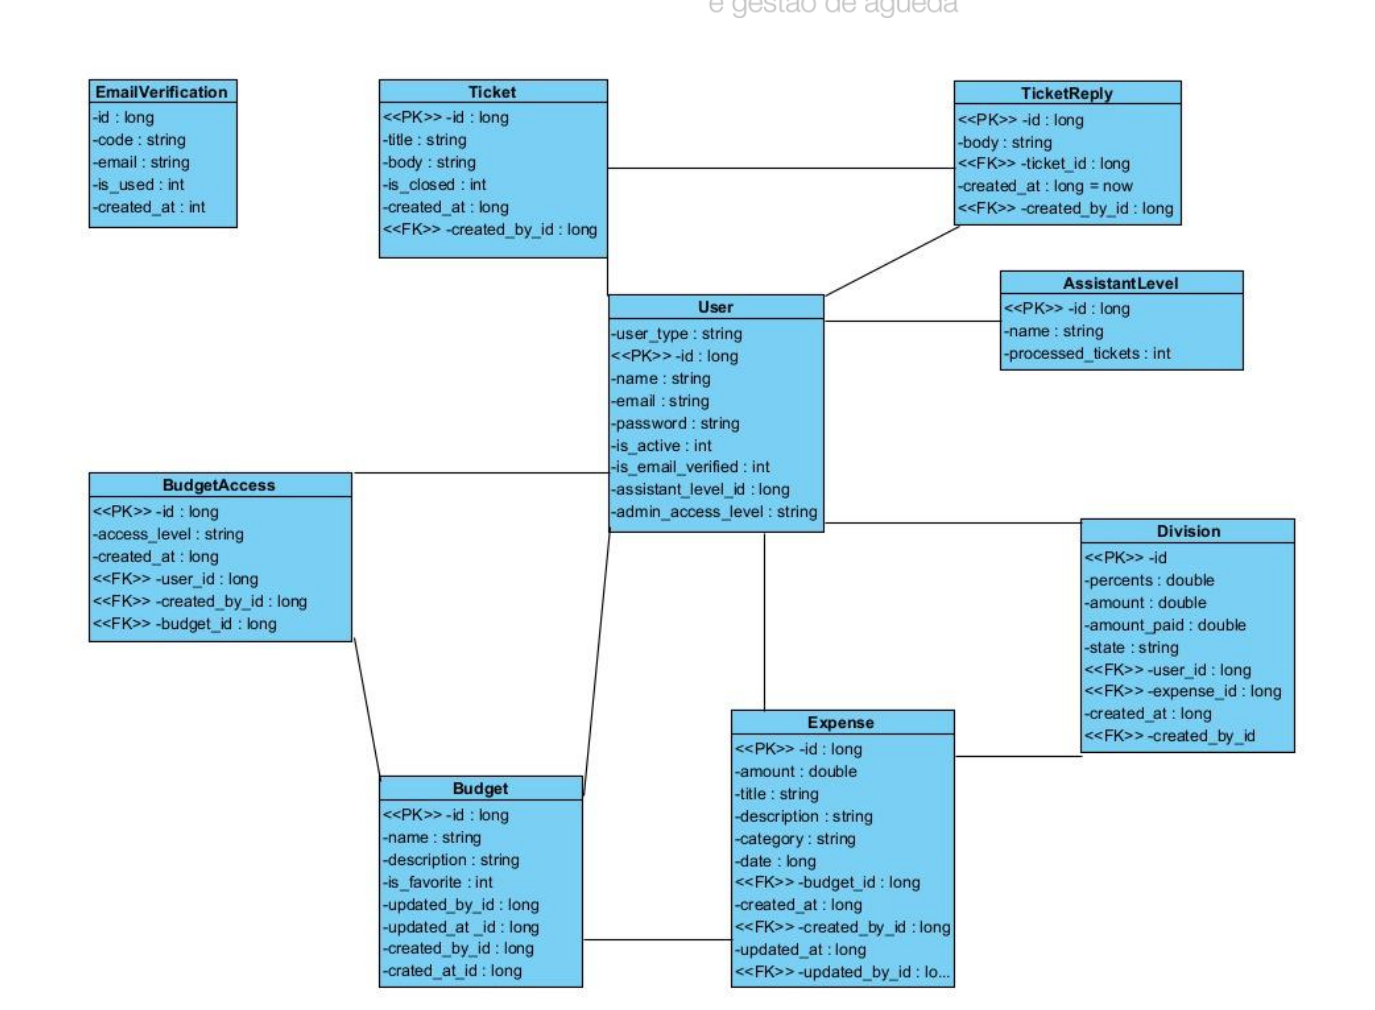 e gestão de águeda
EmailVerification
-id : long
-code : string
-email : string
-is_used : int
-created_at : int
Ticket
<<PK>> -id : long
-title : string
-body : string
-is_closed : int
-created_at : long
<<FK>> -created_by_id : long
TicketReply
<<PK>> -id : long
-body : string
<<FK>> -ticket_id : long
-created_at : long = now
<<FK>> -created_by_id : long
AssistantLevel
<<PK>> -id : long
-name : string
-processed_tickets : int
User
-user_type : string
<<PK>> -id : long
-name : string
-email : string
-password : string
-is_active : int
-is_email_verified : int
-assistant_level_id : long
-admin_access_level : string
BudgetAccess
<<PK>> -id : long
-access_level : string
-created_at : long
<<FK>> -user_id : long
<<FK>> -created_by_id : long
<<FK>> -budget_id : long
Division
<<PK>> -id
-percents : double
-amount : double
-amount_paid : double
-state : string
<<FK>> -user_id : long
<<FK>> -expense_id : long
-created_at : long
<<FK>> -created_by_id
Expense
<<PK>> -id : long
-amount : double
-title : string
-description : string
-category : string
-date : long
<<FK>> -budget_id : long
-created_at : long
<<FK>> -created_by_id : long
-updated_at : long
<<FK>> -updated_by_id : lo...
Budget
<<PK>> -id : long
-name : string
-description : string
-is_favorite : int
-updated_by_id : long
-updated_at _id : long
-created_by_id : long
-crated_at_id : long